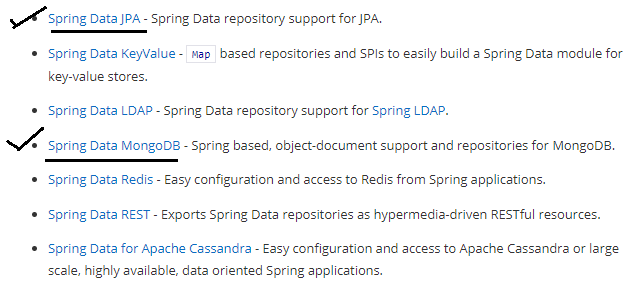 Spring Data JPA - Spring Data repository support for JPA.
Spring Data KeyValue - Map based repositories and SPIs to easily build a Spring Data module for
key-value stores.
Spring Data LDAP - Spring Data repository support for Spring LDAP.
Spring Data MongoDB - Spring based, object-document support and repositories for MongoDB.
Spring Data Redis - Easy configuration and access to Redis from Spring applications.
Spring Data REST - Exports Spring Data repositories as hypermedia-driven RESTful resources.
Spring Data for Apache Cassandra - Easy configuration and access to Apache Cassandra or large
scale, highly available, data oriented Spring applications.